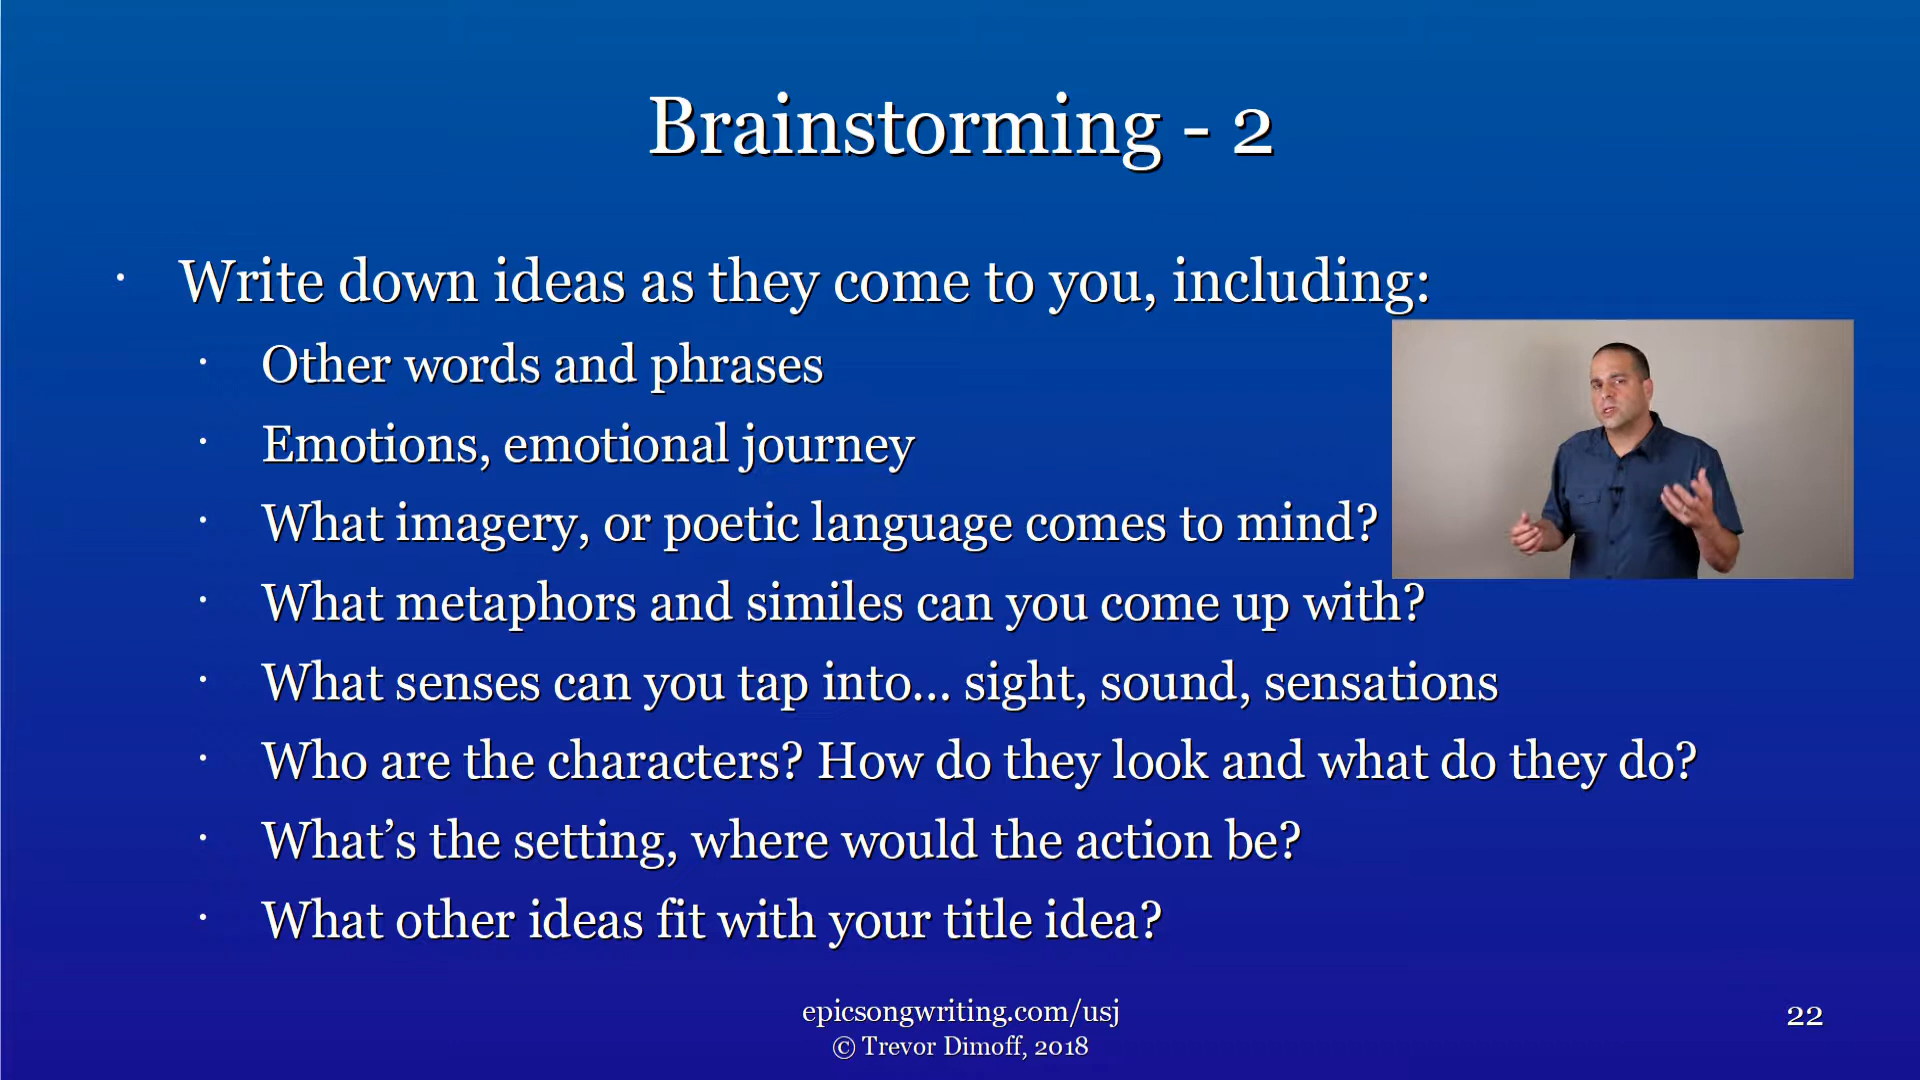 Brainstorming - 2
· Write down ideas as they come to you, including:
· Other words and phrases
· Emotions, emotional journey
· What imagery, or poetic language comes to mind?
· What metaphors and similes can you come up with?
· What senses can you tap into... sight, sound, sensations
· Who are the characters? How do they look and what do they do?
· What’s the setting, where would the action be?
· What other ideas fit with your title idea?
epicsongwriting.com/usj
© Trevor Dimoff, 2018
22